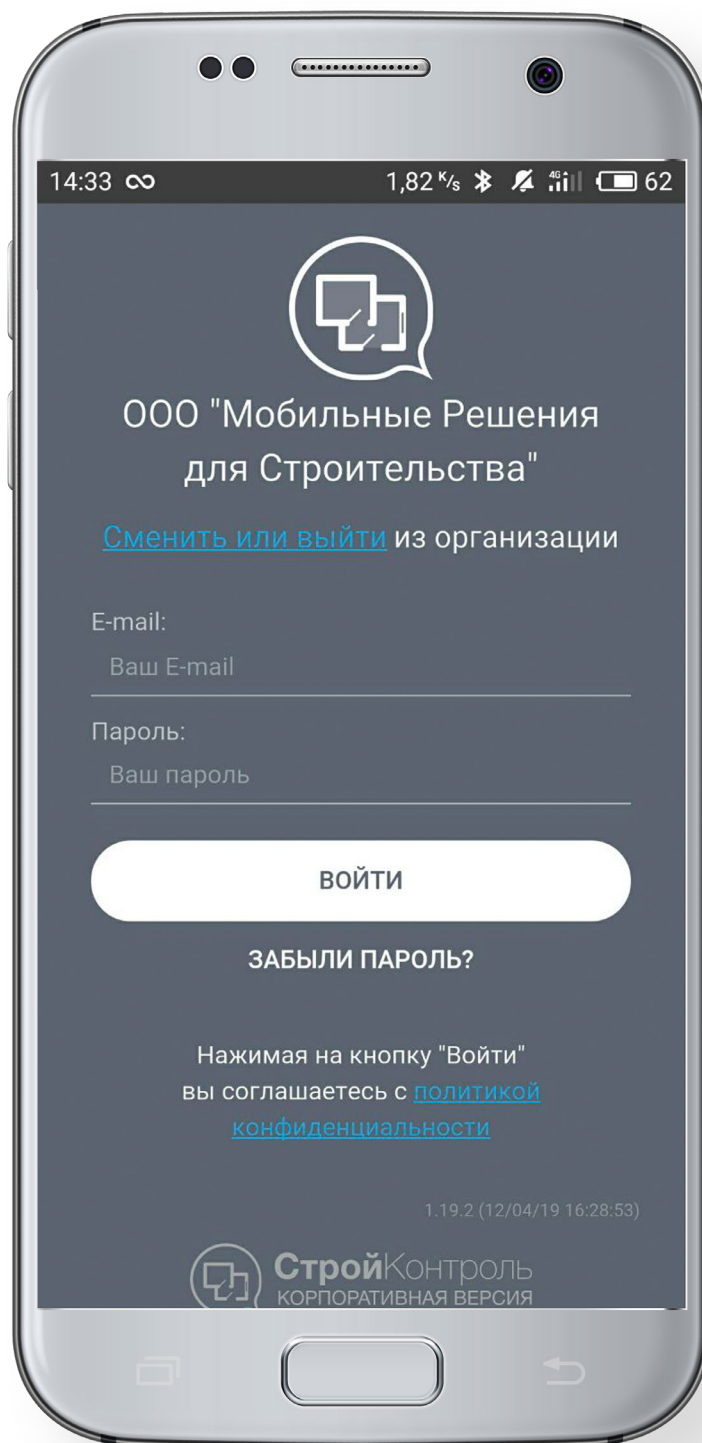 14:33 1,82 K/s 4G 62
ООО "Мобильные Решения
для Строительства"
Сменить или выйти из организации
E-mail:
Ваш E-mail
Пароль:
Ваш пароль
ВОЙТИ
ЗАБЫЛИ ПАРОЛЬ?
Нажимая на кнопку "Войти"
вы соглашаетесь с политикой
конфиденциальности
1.19.2 (12/04/19 16:28:53)
СтройКонтроль
КОРПОРАТИВНАЯ ВЕРСИЯ